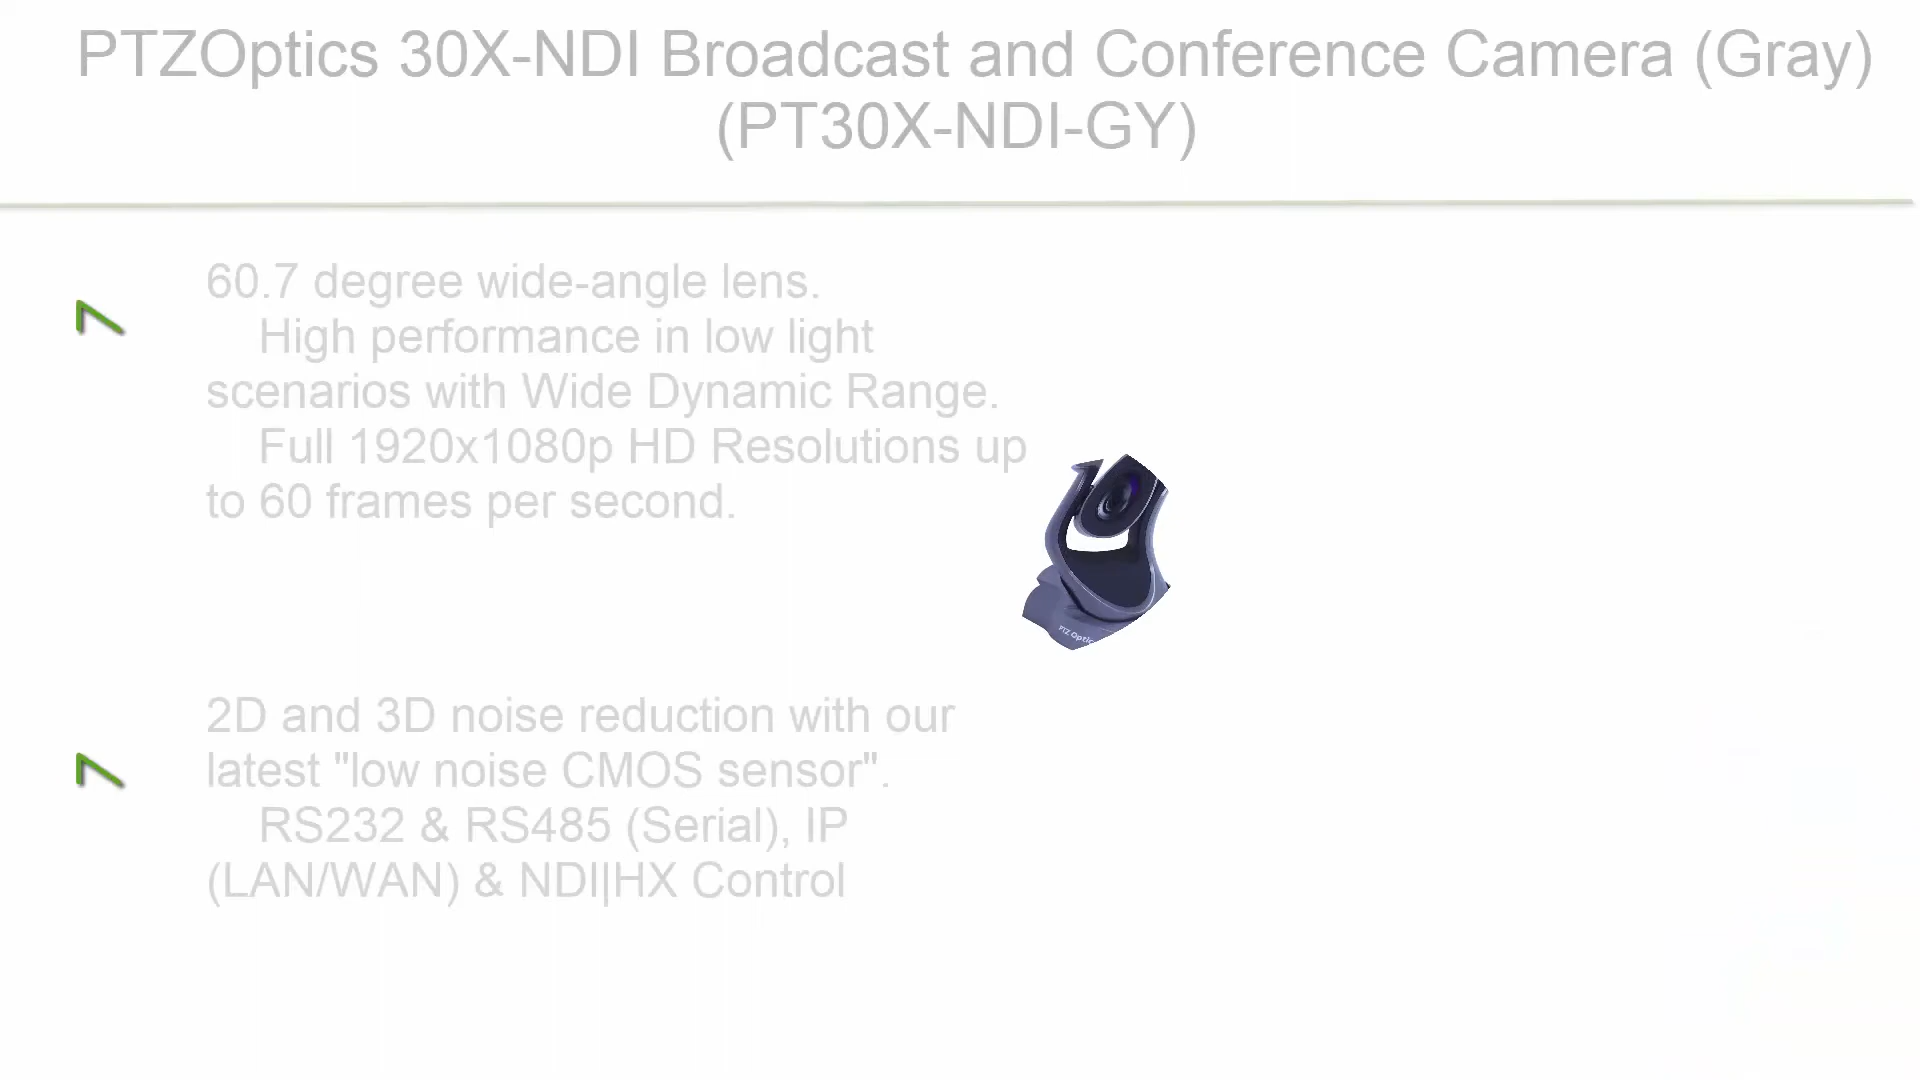 PTZOptics 30X-NDI Broadcast and Conference Camera (Gray)
(PT30X-NDI-GY)
60.7 degree wide-angle lens.
High performance in low light
scenarios with Wide Dynamic Range.
Full 1920x1080p HD Resolutions up
to 60 frames per second.
PTZ Optic
2D and 3D noise reduction with our
latest "low noise CMOS sensor".
RS232 & RS485 (Serial), IP
(LAN/WAN) & NDI|HX Control